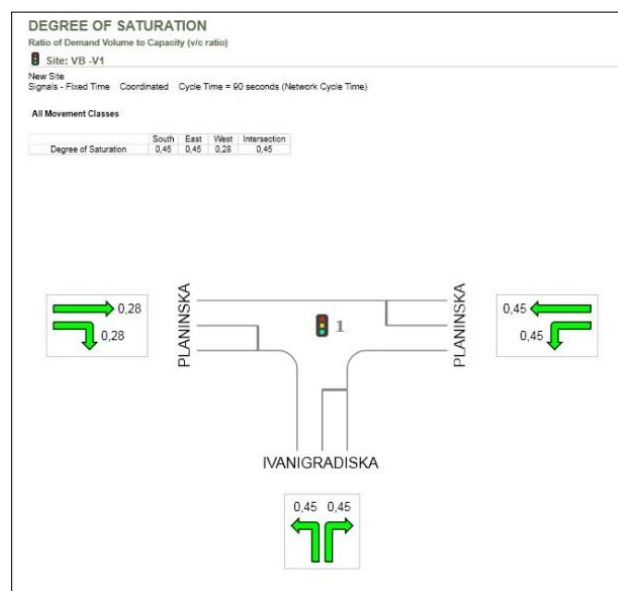 DEGREE OF SATURATION
Ratio of Demand Volume to Capacity (v/c ratio)
Site: VB -V1
New Site
Signals - Fixed Time Coordinated Cycle Time = 90 seconds (Network Cycle Time)
All Movement Classes
South East West Intersection
Degree of Saturation 0,45 0,45 0,28 0,45
0,28
0,28
PLANINSKA
1
PLANINSKA
0,45
0,45
IVANIGRADISKA
0,45 0,45